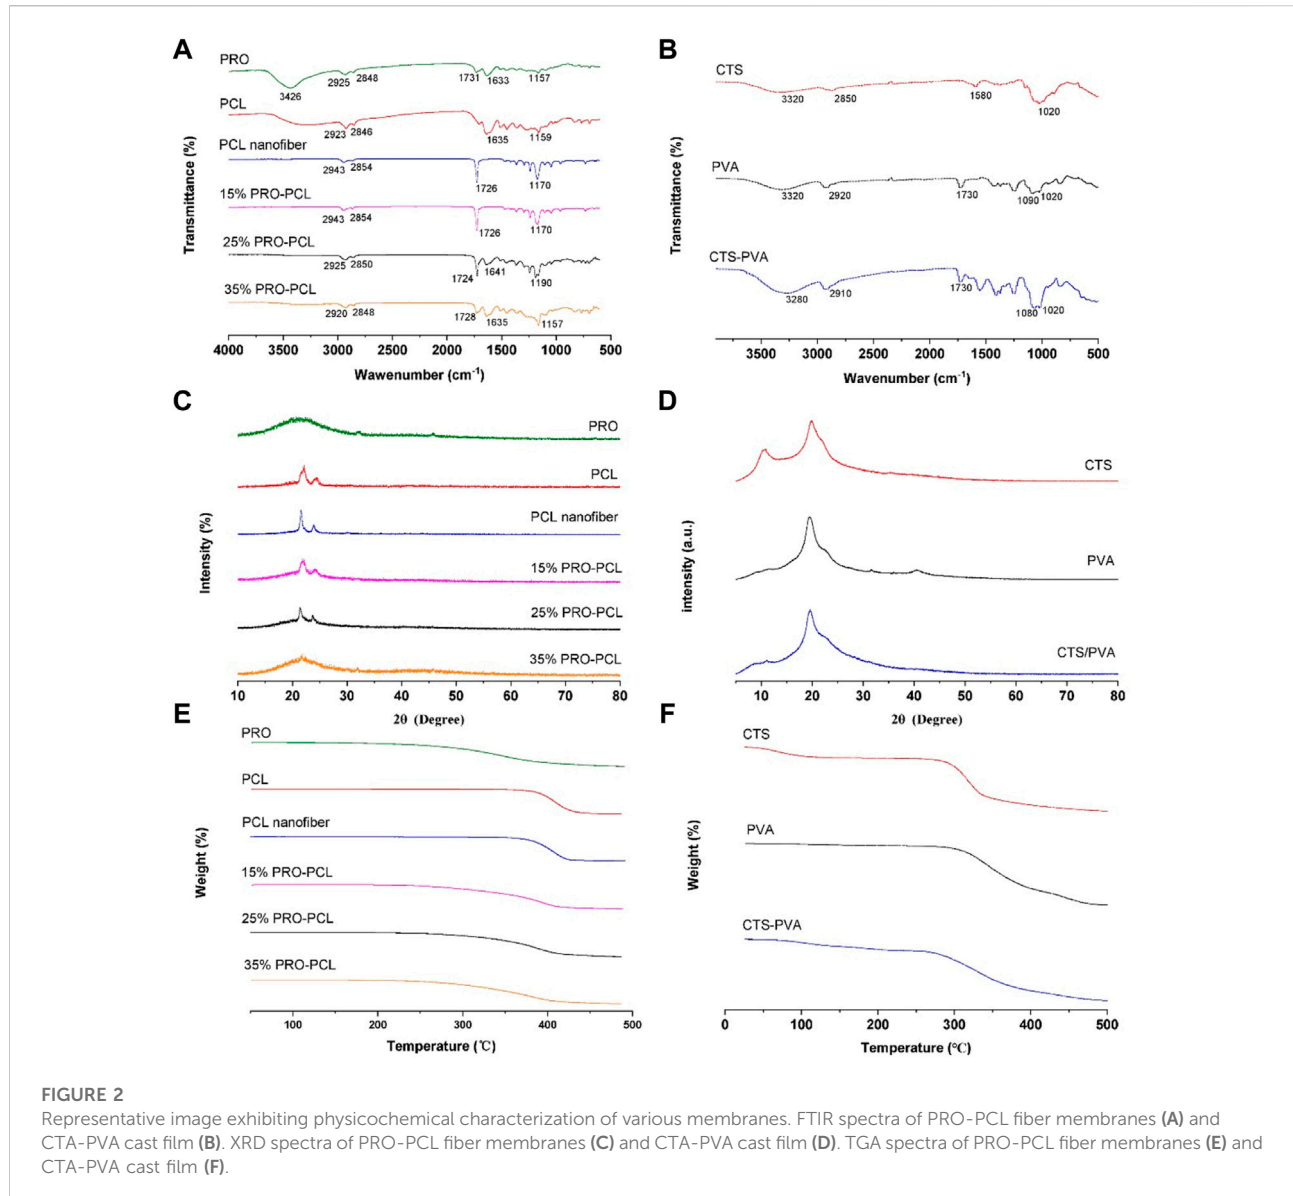 A
PRO
2925 2848
3426
1731 1633 1157
PCL
2923 2846
1635 1159
PCL nanofiber
2943 2854
1726 1170
15% PRO-PCL
2943 2854
1726 1170
25% PRO-PCL
2925 2850
1724 1641 1190
35% PRO-PCL
2920 2848
1728 1635 1157
Transmittance (%)
4000 3500 3000 2500 2000 1500 1000 500
Wawenumber (cm⁻¹)
B
CTS
3320 2850 1580 1020
PVA
3320 2920 1730 1090 1020
CTS-PVA
3280 2910 1730 1080 1020
Transmittance (%)
3500 3000 2500 2000 1500 1000 500
Wavenumber (cm⁻¹)
C
PRO
PCL
PCL nanofiber
15% PRO-PCL
25% PRO-PCL
35% PRO-PCL
Intensity (%)
10 20 30 40 50 60 70 80
2θ (Degree)
D
CTS
PVA
CTS/PVA
intensity (a.u.)
10 20 30 40 50 60 70 80
2θ (Degree)
E
PRO
PCL
PCL nanofiber
15% PRO-PCL
25% PRO-PCL
35% PRO-PCL
Weight (%)
100 200 300 400 500
Temperature (℃)
F
CTS
PVA
CTS-PVA
Weight (%)
0 100 200 300 400 500
Temperature (℃)
FIGURE 2
Representative image exhibiting physicochemical characterization of various membranes. FTIR spectra of PRO-PCL fiber membranes (A) and
CTA-PVA cast film (B). XRD spectra of PRO-PCL fiber membranes (C) and CTA-PVA cast film (D). TGA spectra of PRO-PCL fiber membranes (E) and
CTA-PVA cast film (F).